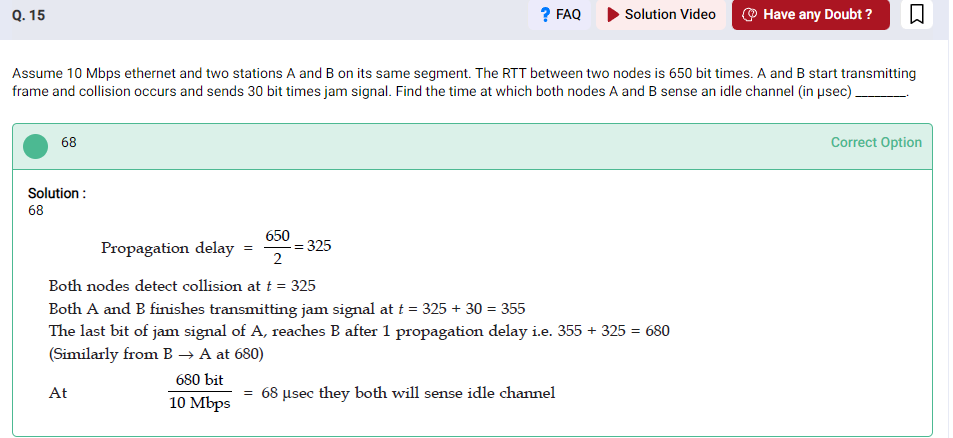 Q. 15
? FAQ
Solution Video
Have any Doubt ?
Assume 10 Mbps ethernet and two stations A and B on its same segment. The RTT between two nodes is 650 bit times. A and B start transmitting
frame and collision occurs and sends 30 bit times jam signal. Find the time at which both nodes A and B sense an idle channel (in μsec) ________.
68
Correct Option
Solution :
68
Propagation delay = 650/2 = 325
Both nodes detect collision at t = 325
Both A and B finishes transmitting jam signal at t = 325 + 30 = 355
The last bit of jam signal of A, reaches B after 1 propagation delay i.e. 355 + 325 = 680
(Similarly from B → A at 680)
At 680 bit/10 Mbps = 68 μsec they both will sense idle channel